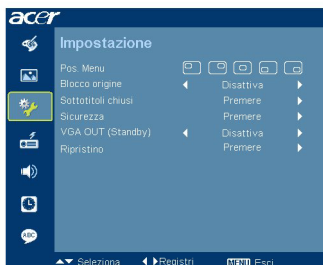 acer
Impostazione
Pos. Menu
Blocco origine Disattiva
Sottotitoli chiusi Premere
Sicurezza Premere
VGA OUT (Standby) Disattiva
Ripristino Premere
ABC
Seleziona Registri MENU Esci